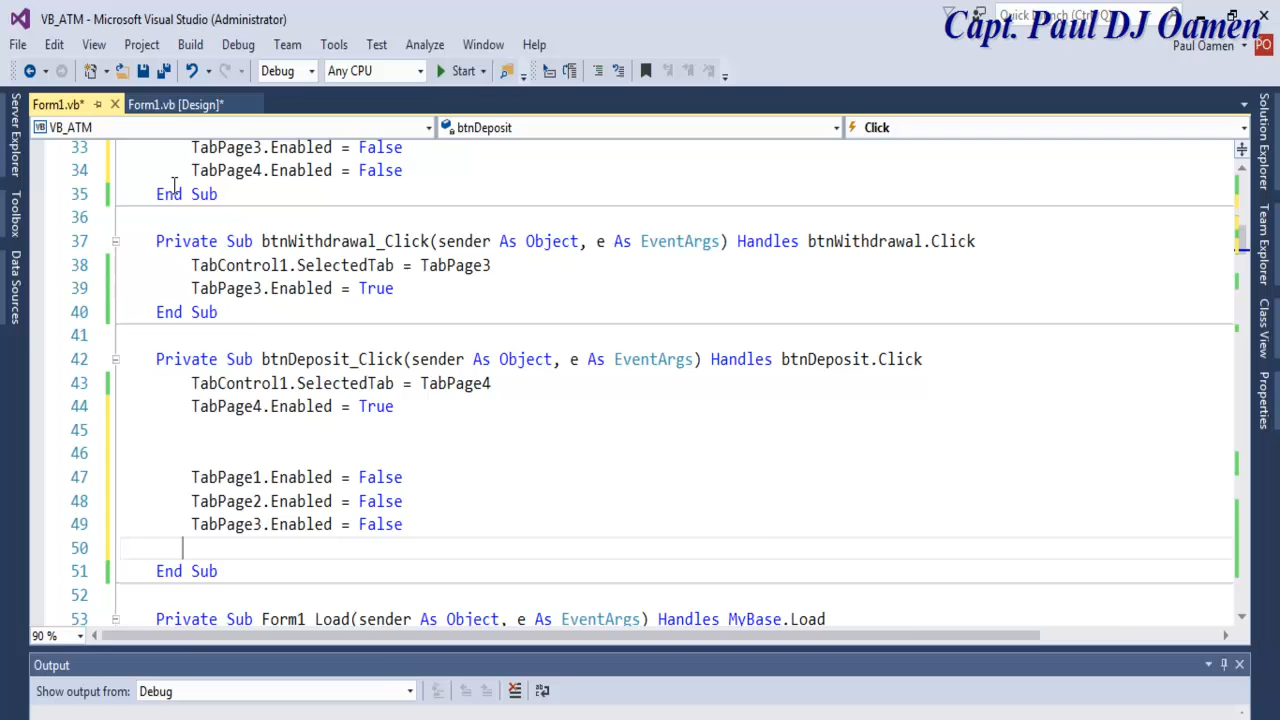 VB_ATM - Microsoft Visual Studio (Administrator)
Quick Launch (Ctrl+Q)
Capt. Paul DJ Oamen
File Edit View Project Build Debug Team Tools Test Analyze Window Help
Paul Oamen PO
Debug Any CPU Start
Form1.vb* Form1.vb [Design]*
VB_ATM btnDeposit Click
Server Explorer
Toolbox
Data Sources
Solution Explorer
Team Explorer
Class View
Properties
33 TabPage3.Enabled = False
34 TabPage4.Enabled = False
35 End Sub
36
37 Private Sub btnWithdrawal_Click(sender As Object, e As EventArgs) Handles btnWithdrawal.Click
38 TabControl1.SelectedTab = TabPage3
39 TabPage3.Enabled = True
40 End Sub
41
42 Private Sub btnDeposit_Click(sender As Object, e As EventArgs) Handles btnDeposit.Click
43 TabControl1.SelectedTab = TabPage4
44 TabPage4.Enabled = True
45
46
47 TabPage1.Enabled = False
48 TabPage2.Enabled = False
49 TabPage3.Enabled = False
50
51 End Sub
52
53 Private Sub Form1_Load(sender As Object, e As EventArgs) Handles MyBase.Load
90 %
Output
Show output from: Debug